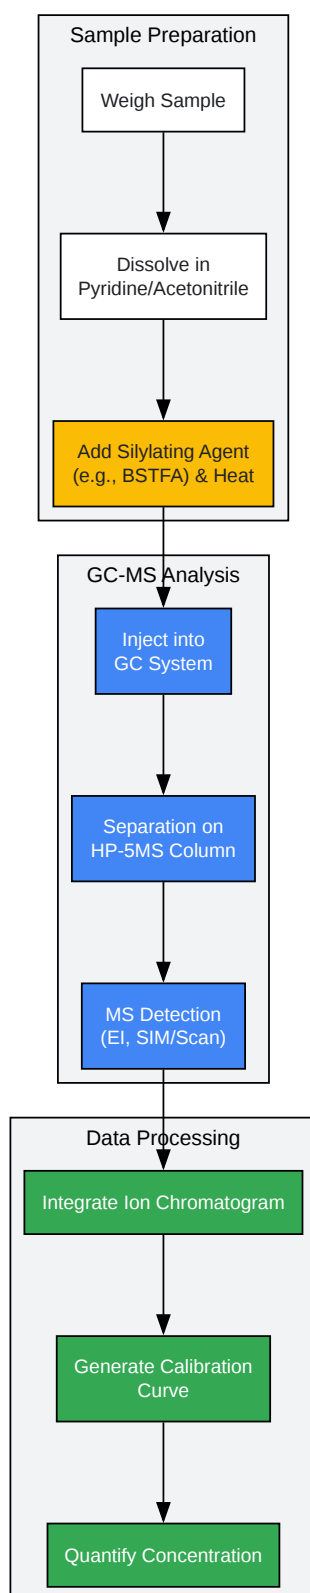 Sample Preparation
Weigh Sample
Dissolve in
Pyridine/Acetonitrile
Add Silylating Agent
(e.g., BSTFA) & Heat
GC-MS Analysis
Inject into
GC System
Separation on
HP-5MS Column
MS Detection
(EI, SIM/Scan)
Data Processing
Integrate Ion Chromatogram
Generate Calibration
Curve
Quantify Concentration